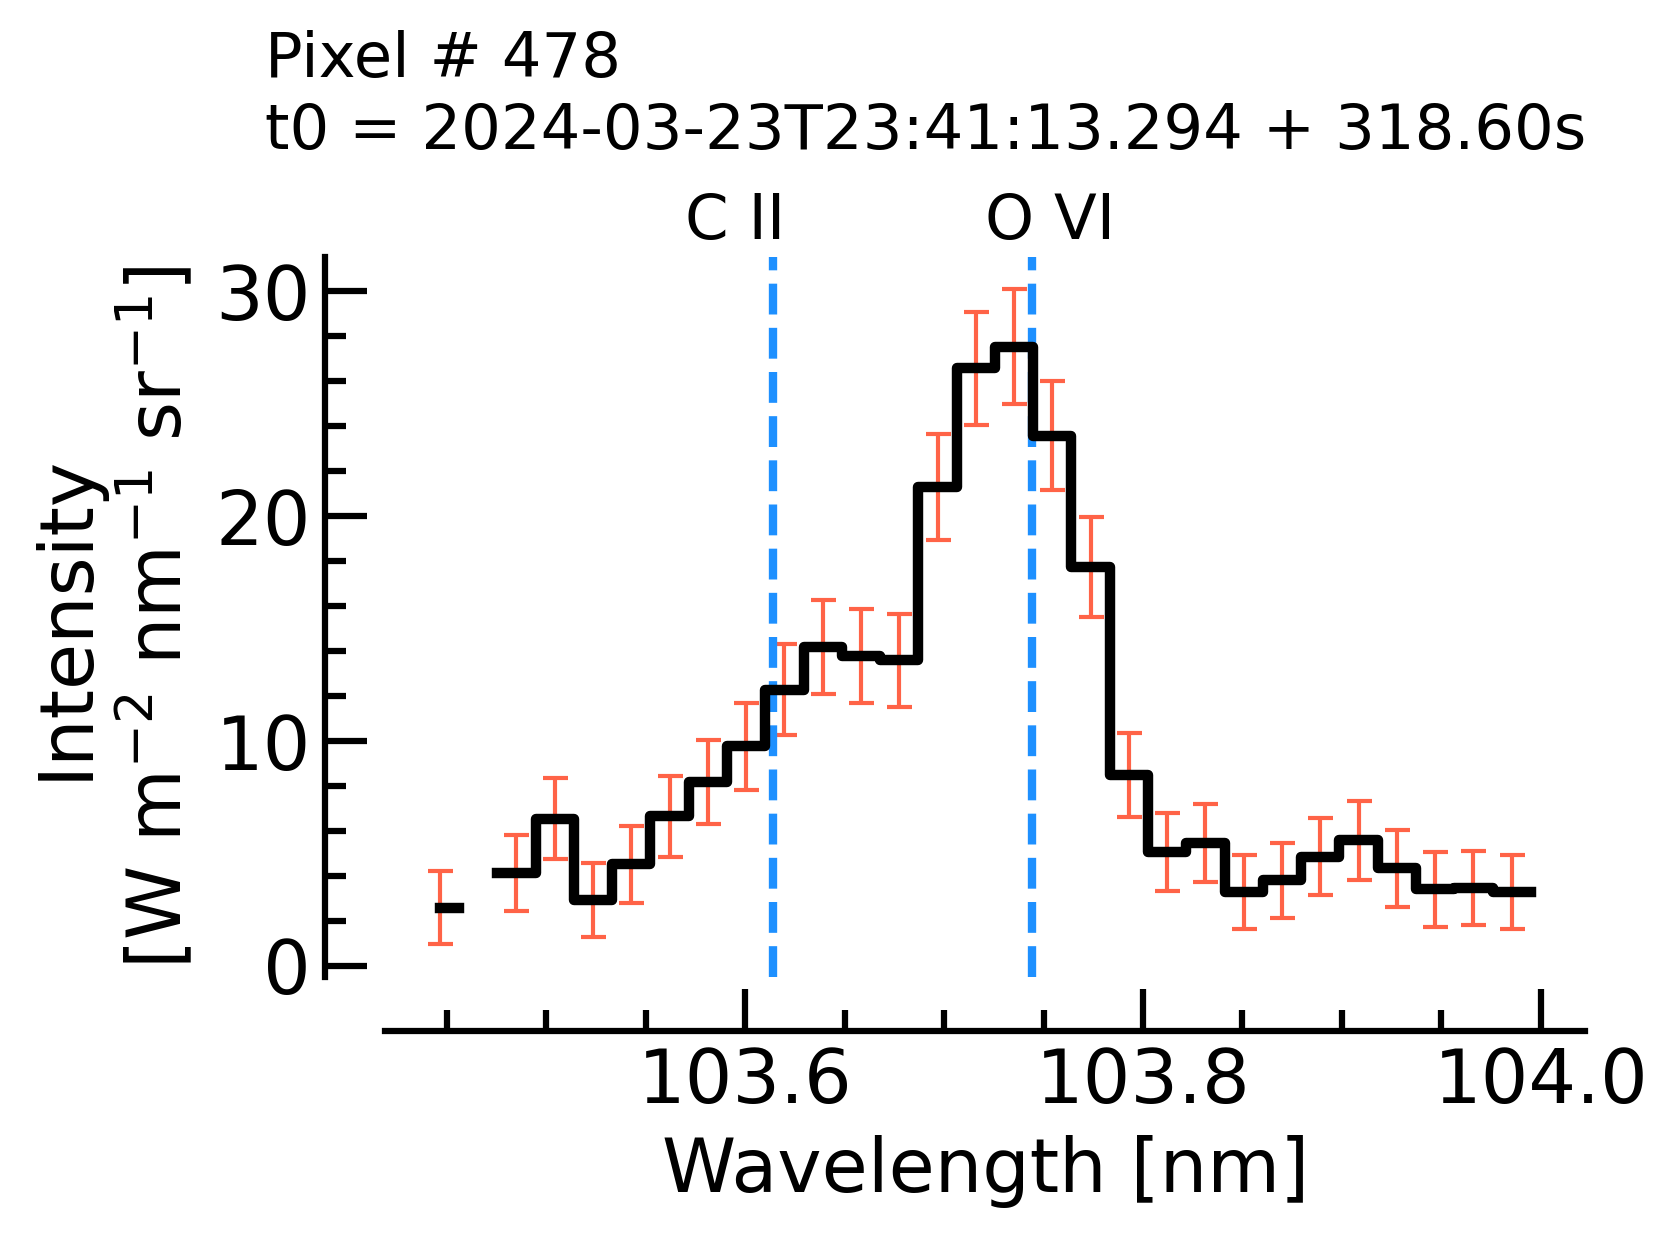 Pixel # 478
t0 = 2024-03-23T23:41:13.294 + 318.60s
C II
O VI
30
20
10
0
Intensity
[W m⁻² nm⁻¹ sr⁻¹]
103.6
103.8
104.0
Wavelength [nm]